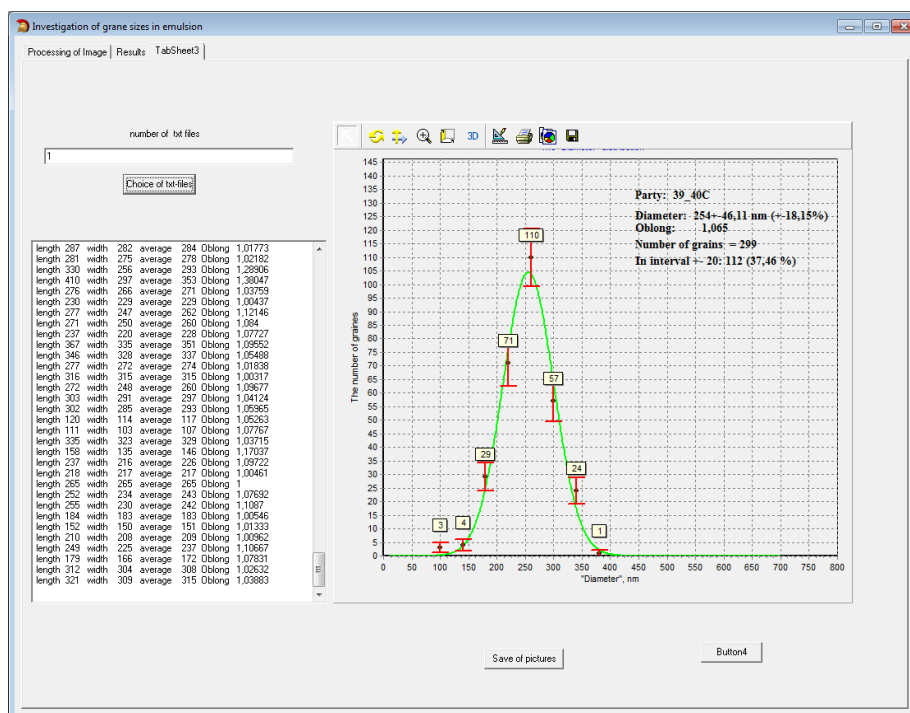 Investigation of grane sizes in emulsion
Processing of Image Results TabSheet3
number of txt files
1
Choice of txt-files
length 287 width 282 average 284 Oblong 1,01773
length 281 width 275 average 278 Oblong 1,02182
length 330 width 256 average 293 Oblong 1,28906
length 410 width 297 average 353 Oblong 1,38047
length 276 width 266 average 271 Oblong 1,03759
length 230 width 229 average 229 Oblong 1,00437
length 277 width 247 average 262 Oblong 1,12146
length 271 width 250 average 260 Oblong 1,084
length 237 width 220 average 228 Oblong 1,07727
length 367 width 335 average 351 Oblong 1,09552
length 346 width 328 average 337 Oblong 1,05488
length 277 width 272 average 274 Oblong 1,01838
length 316 width 315 average 315 Oblong 1,00317
length 272 width 248 average 260 Oblong 1,09677
length 303 width 291 average 297 Oblong 1,04124
length 302 width 285 average 293 Oblong 1,05965
length 120 width 114 average 117 Oblong 1,05263
length 111 width 103 average 107 Oblong 1,07767
length 335 width 323 average 329 Oblong 1,03715
length 158 width 135 average 146 Oblong 1,17037
length 237 width 216 average 226 Oblong 1,09722
length 218 width 217 average 217 Oblong 1,00461
length 265 width 265 average 265 Oblong 1
length 252 width 234 average 243 Oblong 1,07692
length 255 width 230 average 242 Oblong 1,1087
length 184 width 183 average 183 Oblong 1,00546
length 152 width 150 average 151 Oblong 1,01333
length 210 width 208 average 209 Oblong 1,00962
length 249 width 225 average 237 Oblong 1,10667
length 179 width 166 average 172 Oblong 1,07831
length 312 width 304 average 308 Oblong 1,02632
length 321 width 309 average 315 Oblong 1,03883
3D
Party: 39_40C
Diameter: 254+-46,11 nm (+-18,15%)
Oblong: 1,065
Number of grains = 299
In interval +- 20: 112 (37,46 %)
The number of graines
145
140
135
130
125
120
115
110
105
100
95
90
85
80
75
70
65
60
55
50
45
40
35
30
25
20
15
10
5
0
3
4
29
71
110
57
24
1
0 50 100 150 200 250 300 350 400 450 500 550 600 650 700 750 800
"Diameter", nm
Save of pictures
Button4